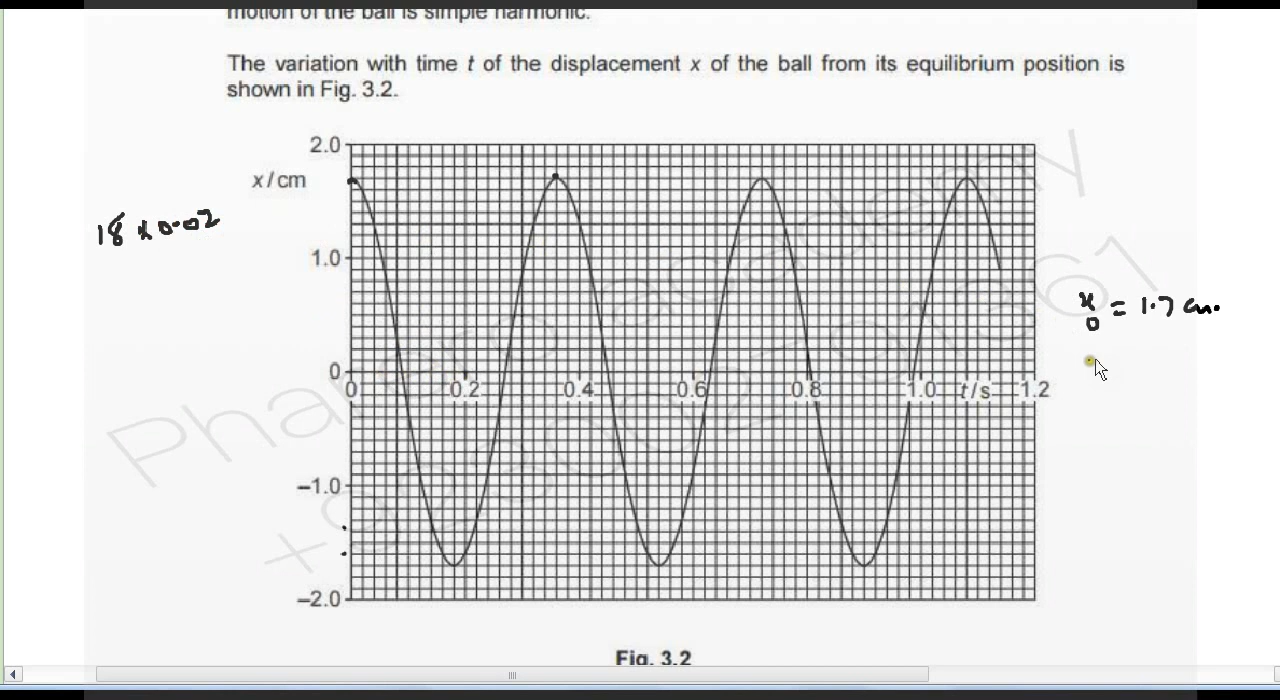 motion of the ball is simple harmonic.
The variation with time t of the displacement x of the ball from its equilibrium position is
shown in Fig. 3.2.
2.0
x / cm
18 x 0.02
1.0
x0 = 1.7 cm.
0
0 0.2 0.4 0.6 0.8 1.0 t / s 1.2
–1.0
–2.0
Fig. 3.2